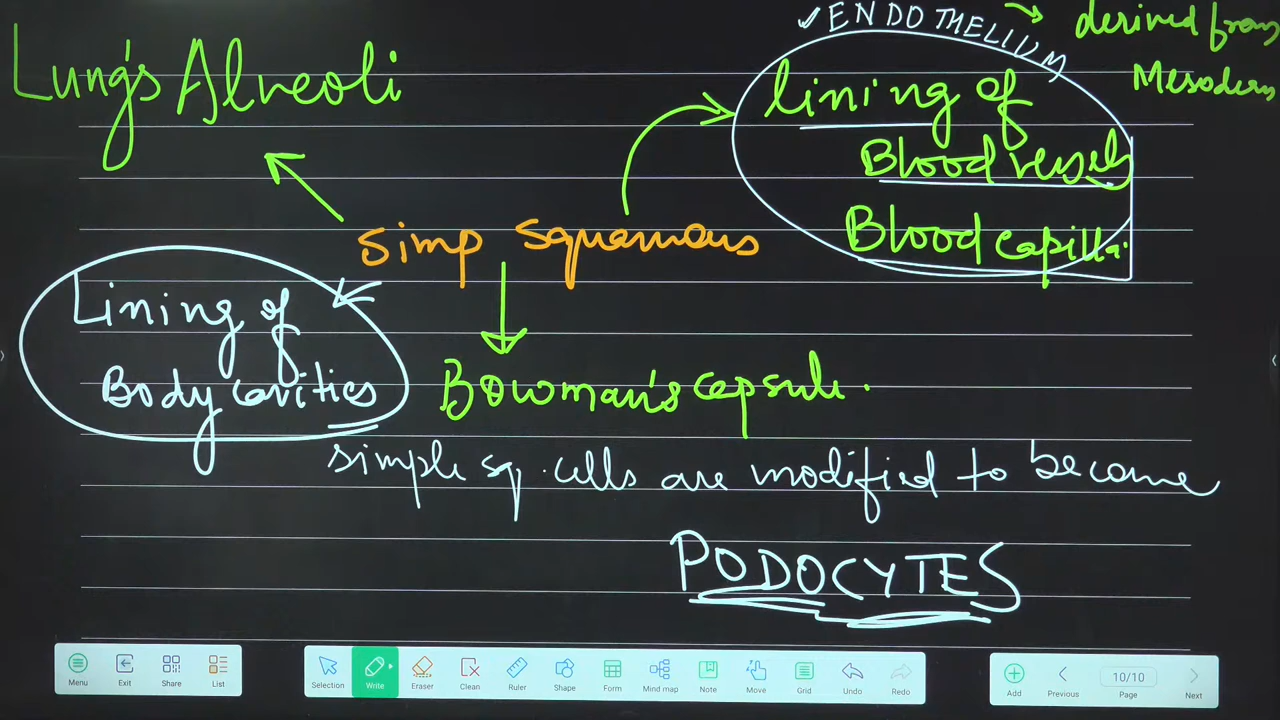 ✓ENDOTHELIUM → derived from
Mesoderm
Lung's Alveoli
lining of
Blood vessels
Blood capilla
Simp Squamous
Lining of
Body cavities
Bowman's capsule.
simple sq. cells are modified to become
PODOCYTES
Menu Exit Share List
Selection Write Eraser Clean Ruler Shape Form Mind map Note Move Grid Undo Redo
Add Previous 10/10 Page Next